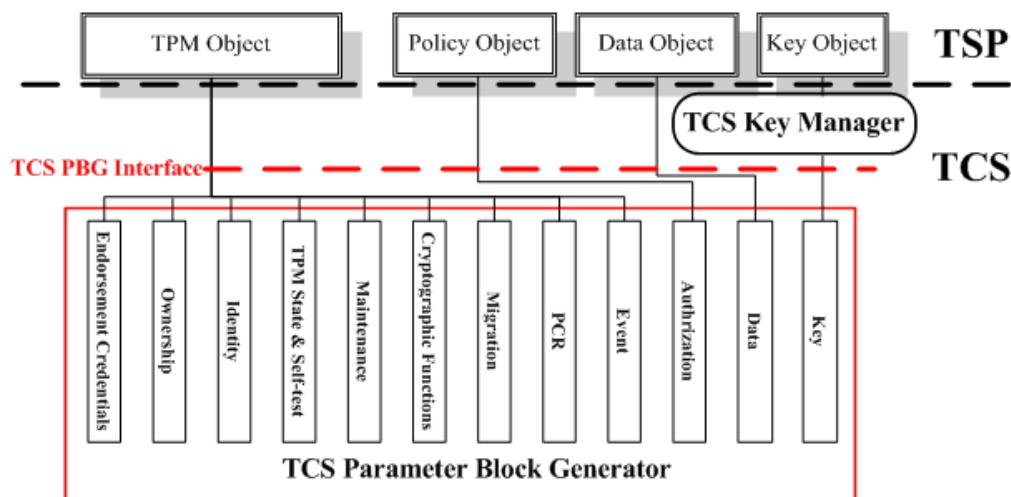 TPM Object
Policy Object
Data Object
Key Object
TSP
TCS Key Manager
TCS PBG Interface
TCS
Endorsement Credentials
Ownership
Identity
TPM State & Self-test
Maintenance
Cryptographic Functions
Migration
PCR
Event
Authrization
Data
Key
TCS Parameter Block Generator